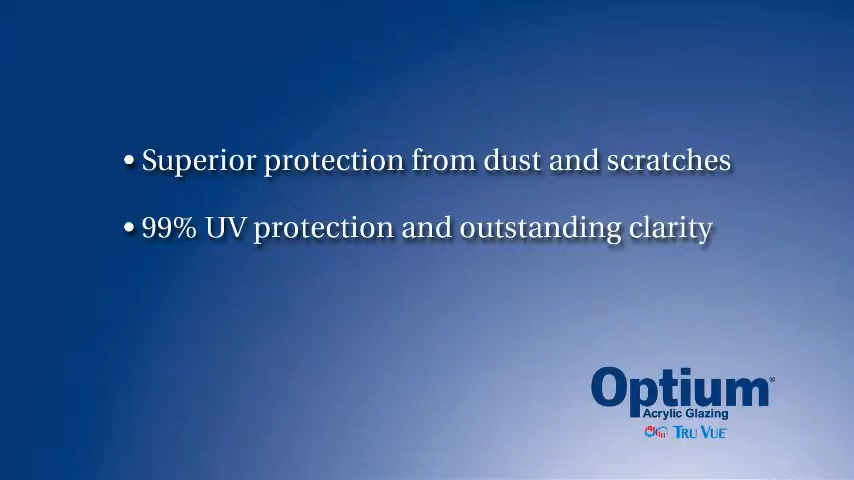 • Superior protection from dust and scratches
• 99% UV protection and outstanding clarity
Optium®
Acrylic Glazing
TRU VUE